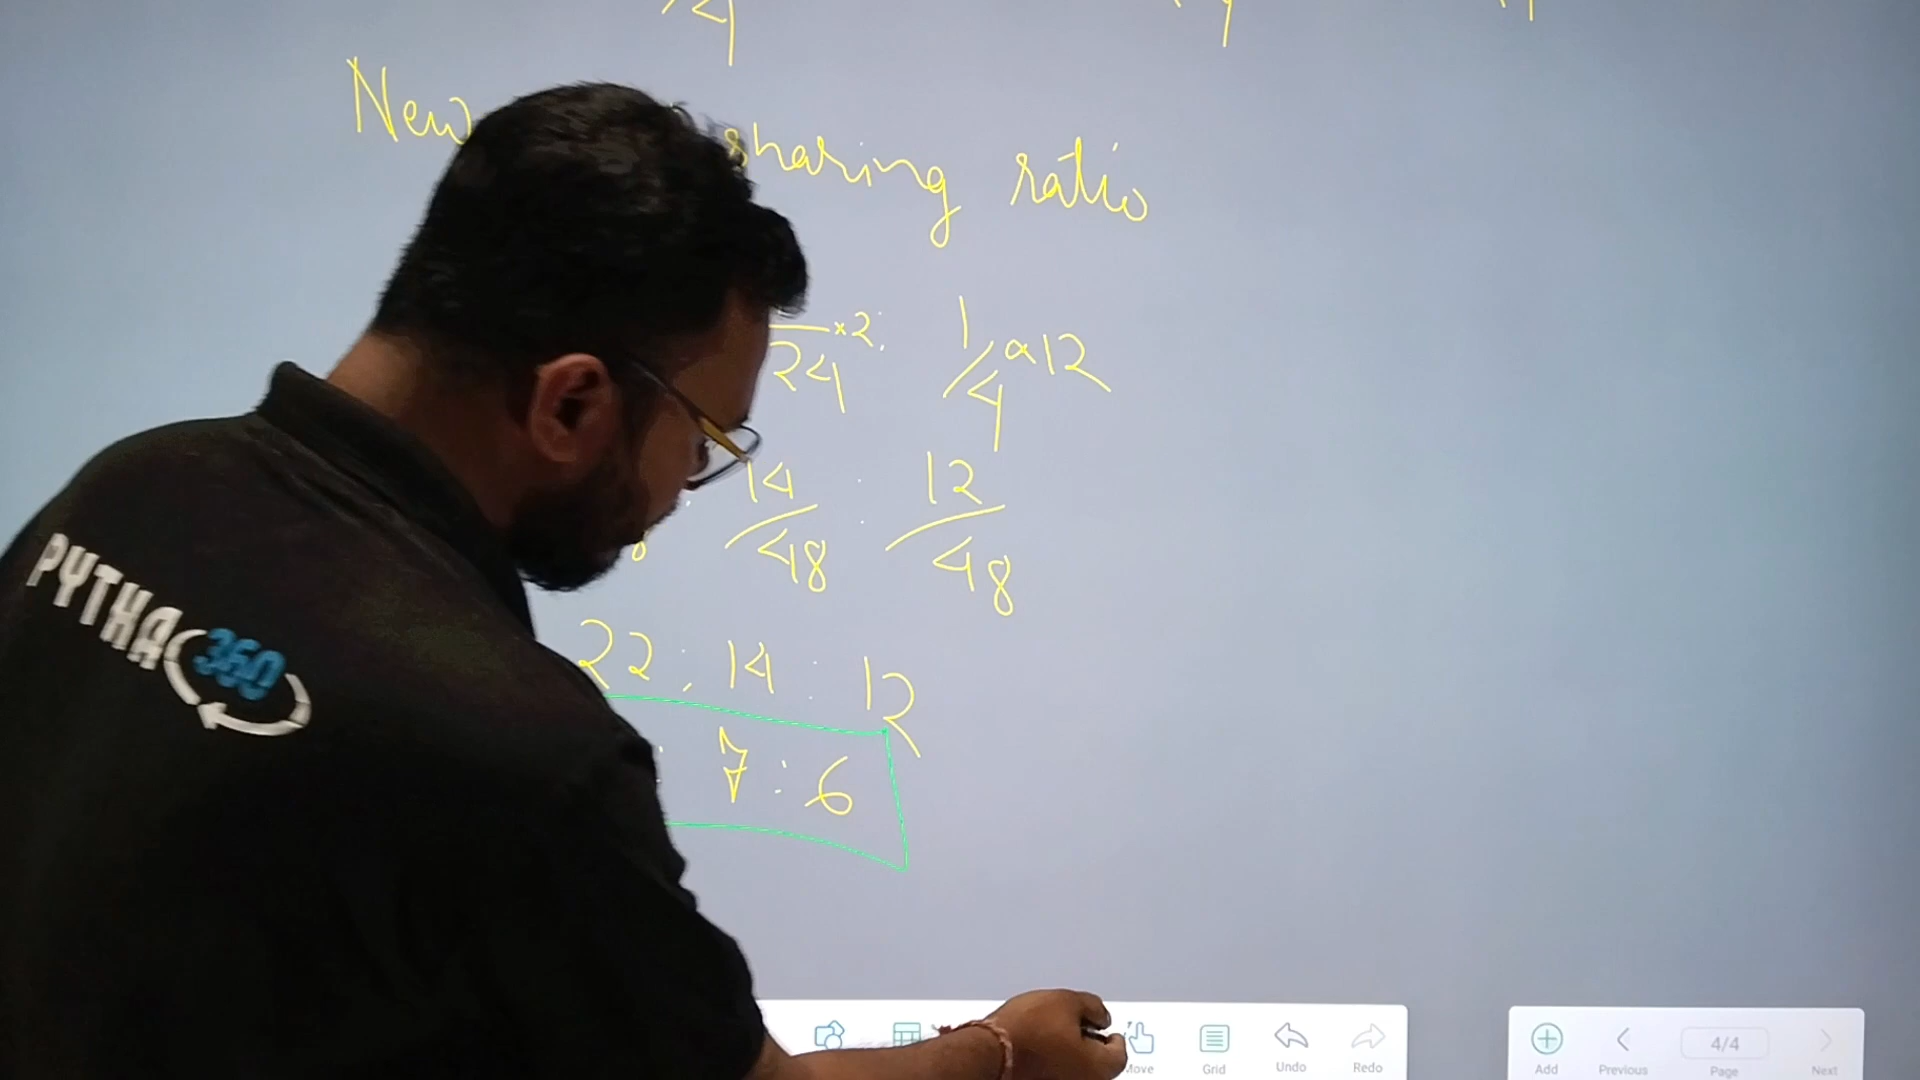 4
New sharing ratio
24 ×2 : 1/4 ×12
14/48 : 12/48
22 : 14 : 12
: 7 : 6
PYTHA 360
Move Grid Undo Redo
Add Previous 4/4 Page Next